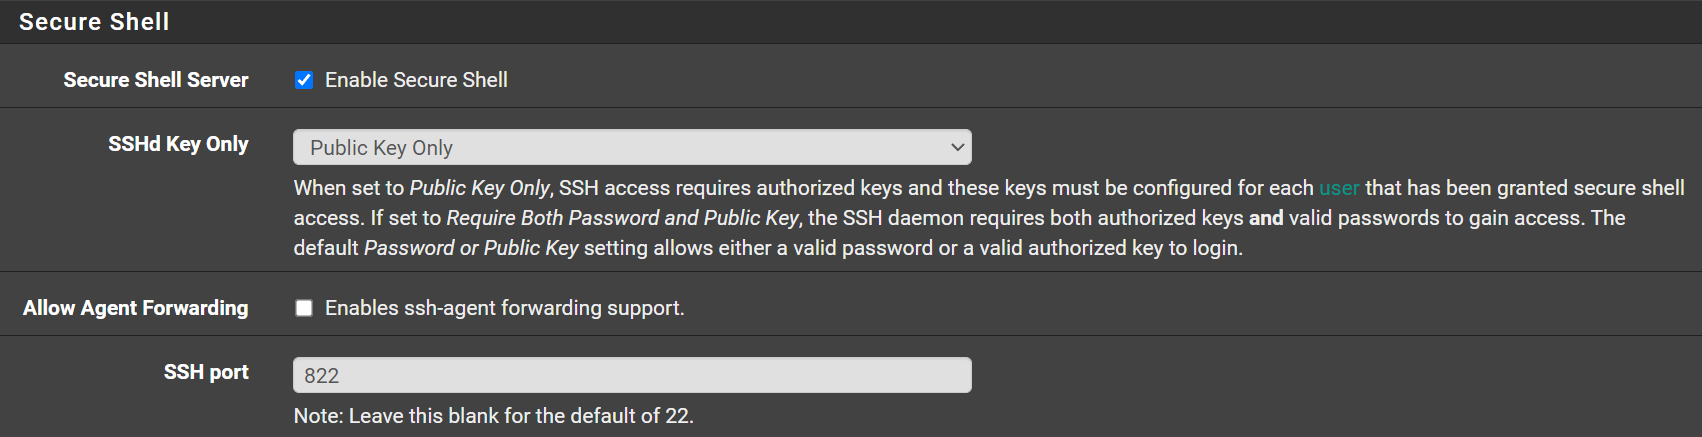 Secure Shell
Secure Shell Server
Enable Secure Shell
SSHd Key Only
Public Key Only
When set to Public Key Only, SSH access requires authorized keys and these keys must be configured for each user that has been granted secure shell
access. If set to Require Both Password and Public Key, the SSH daemon requires both authorized keys and valid passwords to gain access. The
default Password or Public Key setting allows either a valid password or a valid authorized key to login.
Allow Agent Forwarding
Enables ssh-agent forwarding support.
SSH port
822
Note: Leave this blank for the default of 22.